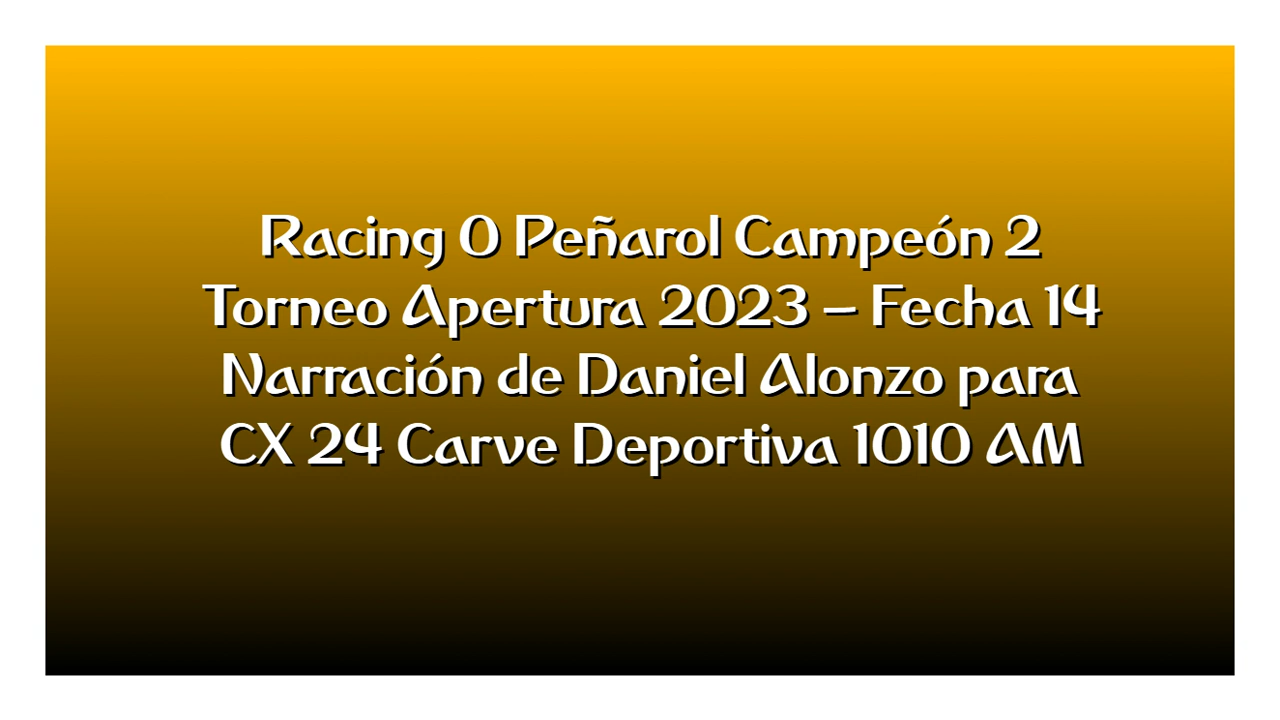 Racing 0 Peñarol Campeón 2
Torneo Apertura 2023 – Fecha 14
Narración de Daniel Alonzo para
CX 24 Carve Deportiva 1010 AM